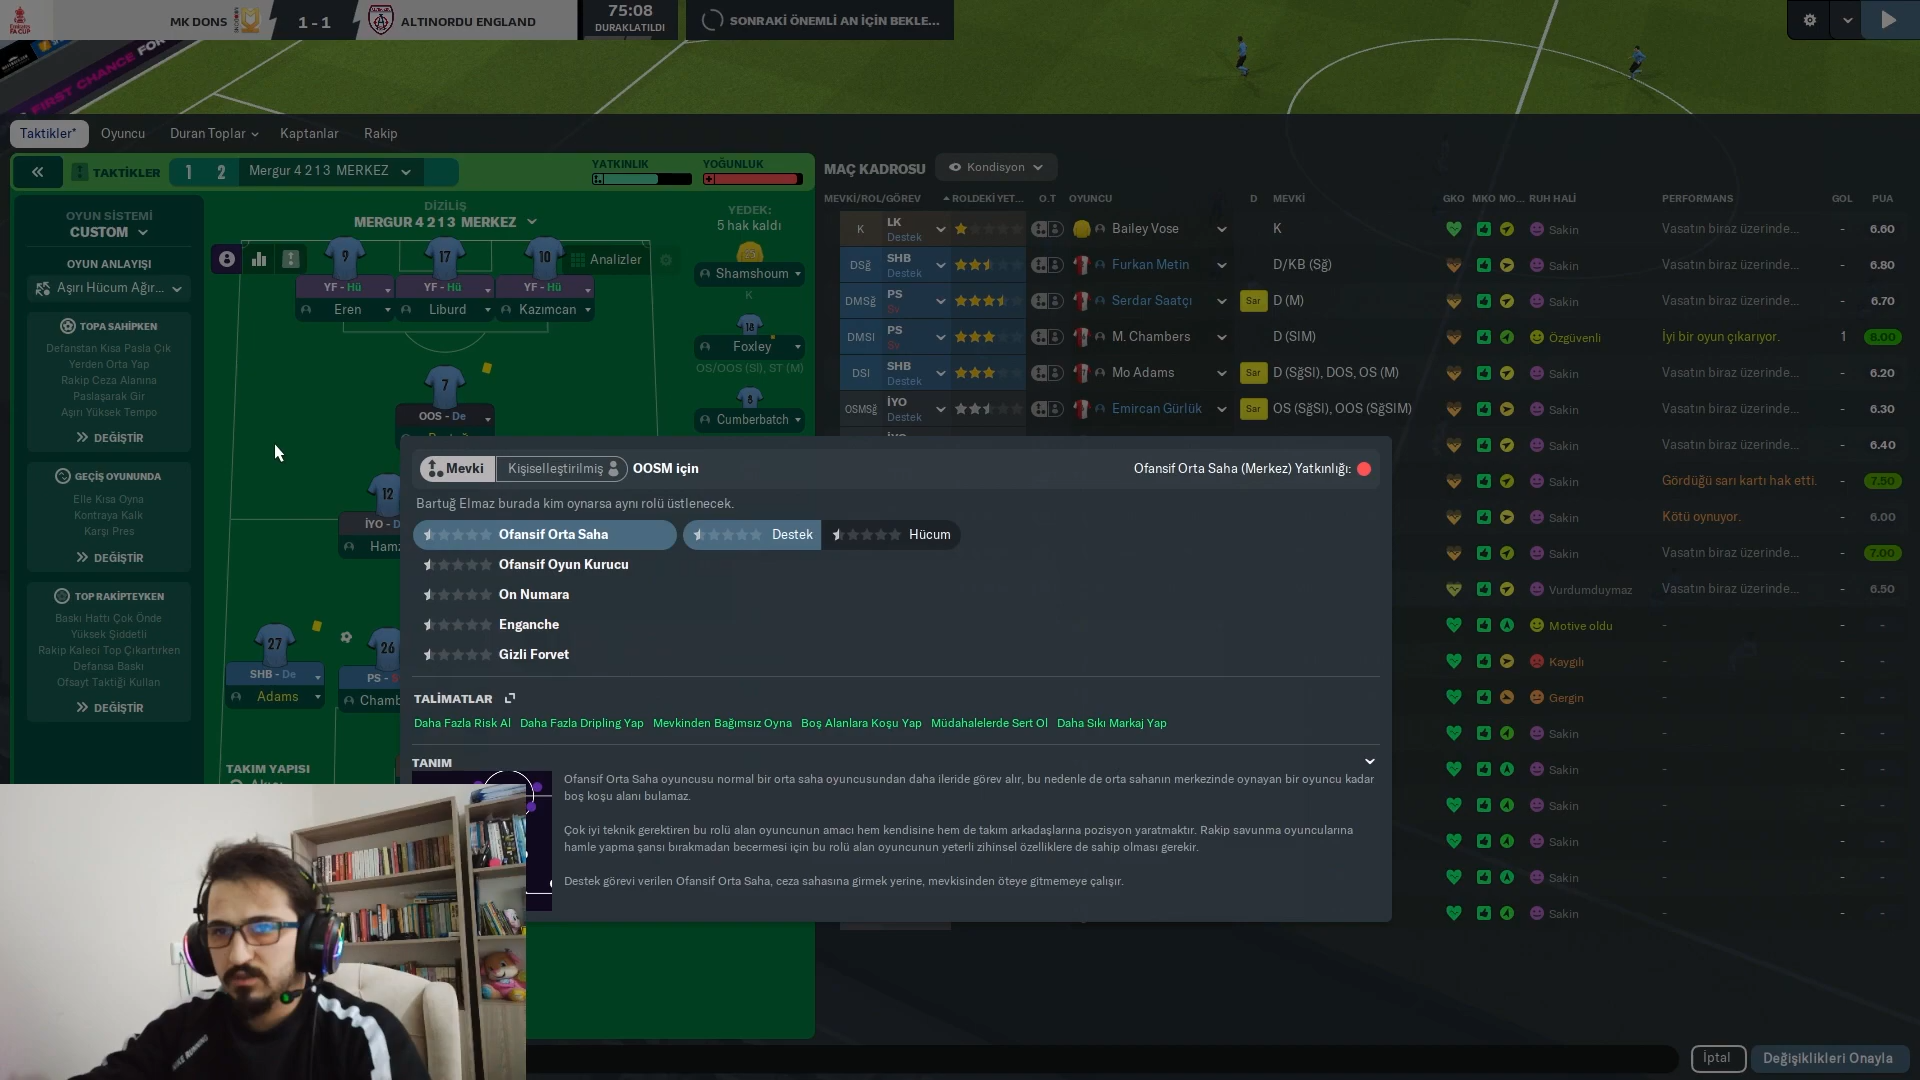 MK DONS
1 - 1
ALTINORDU ENGLAND
75:08
DURAKLATILDI
SONRAKİ ÖNEMLİ AN İÇİN BEKLE...
FIRST CHANCE FOR
Taktikler*
Oyuncu
Duran Toplar
Kaptanlar
Rakip
TAKTİKLER
1 2
Mergur 4 2 1 3 MERKEZ
YATKINLIK
YOĞUNLUK
MAÇ KADROSU
Kondisyon
OYUN SİSTEMİ
CUSTOM
OYUN ANLAYIŞI
Aşırı Hücum Ağır...
TOPA SAHİPKEN
Defanstan Kısa Pasla Çık
Yerden Orta Yap
Rakip Ceza Alanına
Paslaşarak Gir
Aşırı Yüksek Tempo
DEĞİŞTİR
GEÇİŞ OYUNUNDA
Elle Kısa Oyna
Kontraya Kalk
Karşı Pres
DEĞİŞTİR
TOP RAKİPTEYKEN
Baskı Hattı Çok Önde
Yüksek Şiddetli
Rakip Kaleci Top Çıkartırken
Defansa Baskı
Ofsayt Taktiği Kullan
DEĞİŞTİR
DİZİLİŞ
MERGUR 4 2 1 3 MERKEZ
YEDEK:
5 hak kaldı
Analizler
9 17 10
YF - Hü YF - Hü YF - Hü
Eren Liburd Kazımcan
7
OOS - De
12
İYO - D
Hamz
27 26
SHB - De PS -
Adams Chamb
TAKIM YAPISI
Shamshoum
K
18
Foxley
OS/OOS (Sl), ST (M)
8
Cumberbatch
MEVKİ/ROL/GÖREV ROLDEKİ YET... O.T OYUNCU D MEVKİ GKO MKO MO... RUH HALİ PERFORMANS GOL PUA
K LK Destek Bailey Vose K Sakin Vasatın biraz üzerinde... - 6.60
DSğ SHB Destek Furkan Metin D/KB (Sğ) Sakin Vasatın biraz üzerinde... - 6.80
DMSğ PS Sv Serdar Saatçı Sar D (M) Sakin Vasatın biraz üzerinde... - 6.70
DMSl PS Sv M. Chambers D (SlM) Özgüvenli İyi bir oyun çıkarıyor. 1 8.00
DSl SHB Destek Mo Adams Sar D (SğSl), DOS, OS (M) Sakin Vasatın biraz üzerinde... - 6.20
OSMSğ İYO Destek Emircan Gürlük Sar OS (SğSl), OOS (SğSlM) Sakin Vasatın biraz üzerinde... - 6.30
Sakin Vasatın biraz üzerinde... - 6.40
Sakin Gördüğü sarı kartı hak etti. - 7.50
Sakin Kötü oynuyor. - 6.00
Sakin Vasatın biraz üzerinde... - 7.00
Vurdumduymaz Vasatın biraz üzerinde... - 6.50
Motive oldu - - -
Kaygılı - - -
Gergin - - -
Sakin - - -
Sakin - - -
Sakin - - -
Sakin - - -
Sakin - - -
Sakin - - -
Mevki Kişiselleştirilmiş OOSM için
Ofansif Orta Saha (Merkez) Yatkınlığı:
Bartuğ Elmaz burada kim oynarsa aynı rolü üstlenecek.
Ofansif Orta Saha Destek Hücum
Ofansif Oyun Kurucu
On Numara
Enganche
Gizli Forvet
TALİMATLAR
Daha Fazla Risk Al Daha Fazla Dripling Yap Mevkinden Bağımsız Oyna Boş Alanlara Koşu Yap Müdahalelerde Sert Ol Daha Sıkı Markaj Yap
TANIM
Ofansif Orta Saha oyuncusu normal bir orta saha oyuncusundan daha ileride görev alır, bu nedenle de orta sahanın merkezinde oynayan bir oyuncu kadar
boş koşu alanı bulamaz.
Çok iyi teknik gerektiren bu rolü alan oyuncunun amacı hem kendisine hem de takım arkadaşlarına pozisyon yaratmaktır. Rakip savunma oyuncularına
hamle yapma şansı bırakmadan becermesi için bu rolü alan oyuncunun yeterli zihinsel özelliklere de sahip olması gerekir.
Destek görevi verilen Ofansif Orta Saha, ceza sahasına girmek yerine, mevkisinden öteye gitmemeye çalışır.
İptal
Değişiklikleri Onayla